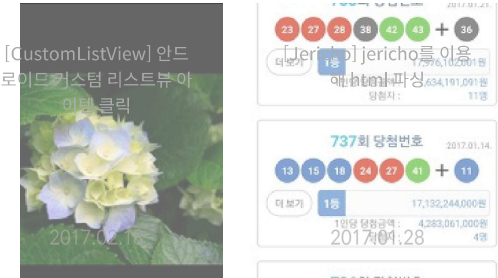 [CustomListView] 안드
로이드 커스텀 리스트뷰 아
이템 클릭
2017.02.1
2017.01.21.
23 27 28 38 42 43 + 36
[Jericho] jericho를 이용
해 html 파싱
더보기 1등
당첨자 : 11명
737회 당첨번호
2017.01.14.
13 15 18 24 27 41 + 11
더 보기 1등 17,132,244,000원
1인당 당첨금액 : 4,283,061,000원
4명
2017.01.28